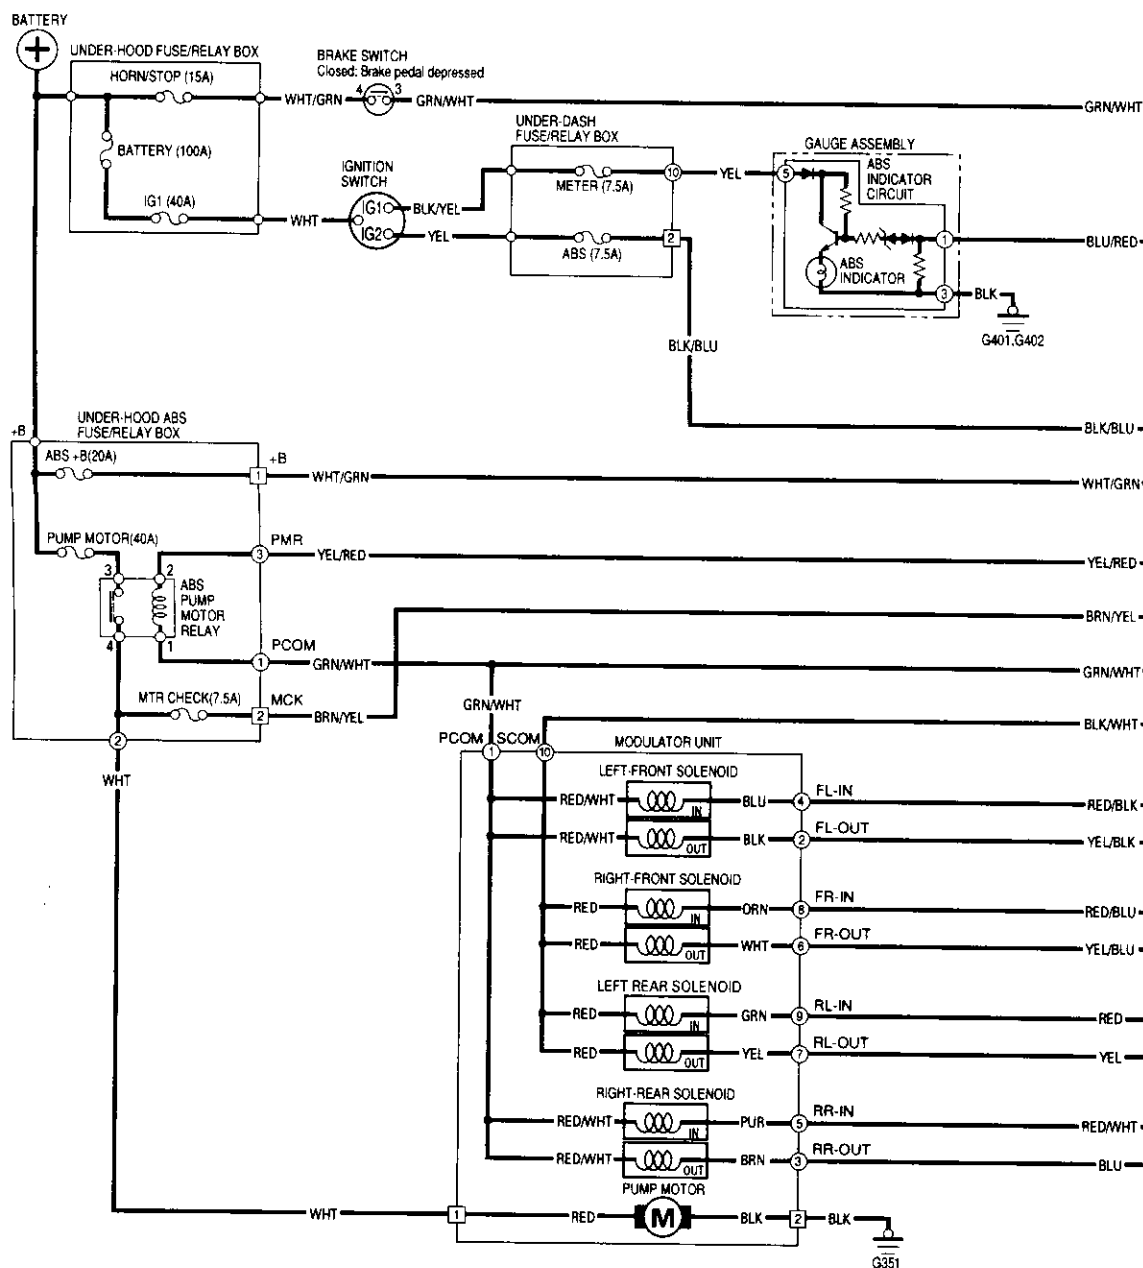 BATTERY
+
UNDER-HOOD FUSE/RELAY BOX
HORN/STOP (15A)
BATTERY (100A)
IG1 (40A)
WHT/GRN
BRAKE SWITCH
Closed: Brake pedal depressed
4
3
GRN/WHT
GRN/WHT
WHT
IGNITION
SWITCH
IG1
IG2
BLK/YEL
YEL
UNDER-DASH
FUSE/RELAY BOX
METER (7.5A)
ABS (7.5A)
10
2
YEL
GAUGE ASSEMBLY
5
ABS
INDICATOR
CIRCUIT
ABS
INDICATOR
1
3
BLU/RED
BLK
G401,G402
BLK/BLU
BLK/BLU
UNDER-HOOD ABS
FUSE/RELAY BOX
+B
ABS +B(20A)
+B
1
WHT/GRN
WHT/GRN
PUMP MOTOR(40A)
PMR
3
YEL/RED
YEL/RED
3
2
ABS
PUMP
MOTOR
RELAY
4
1
BRN/YEL
PCOM
1
GRN/WHT
GRN/WHT
MTR CHECK(7.5A)
MCK
2
BRN/YEL
2
WHT
GRN/WHT
BLK/WHT
PCOM
SCOM
MODULATOR UNIT
1
10
LEFT-FRONT SOLENOID
RED/WHT
IN
BLU
4
FL-IN
RED/BLK
RED/WHT
OUT
BLK
2
FL-OUT
YEL/BLK
RIGHT-FRONT SOLENOID
RED
IN
ORN
8
FR-IN
RED/BLU
RED
OUT
WHT
6
FR-OUT
YEL/BLU
LEFT REAR SOLENOID
RED
IN
GRN
9
RL-IN
RED
RED
OUT
YEL
7
RL-OUT
YEL
RIGHT-REAR SOLENOID
RED/WHT
IN
PUR
5
RR-IN
RED/WHT
RED/WHT
OUT
BRN
3
RR-OUT
BLU
PUMP MOTOR
WHT
1
RED
M
BLK
2
BLK
G351